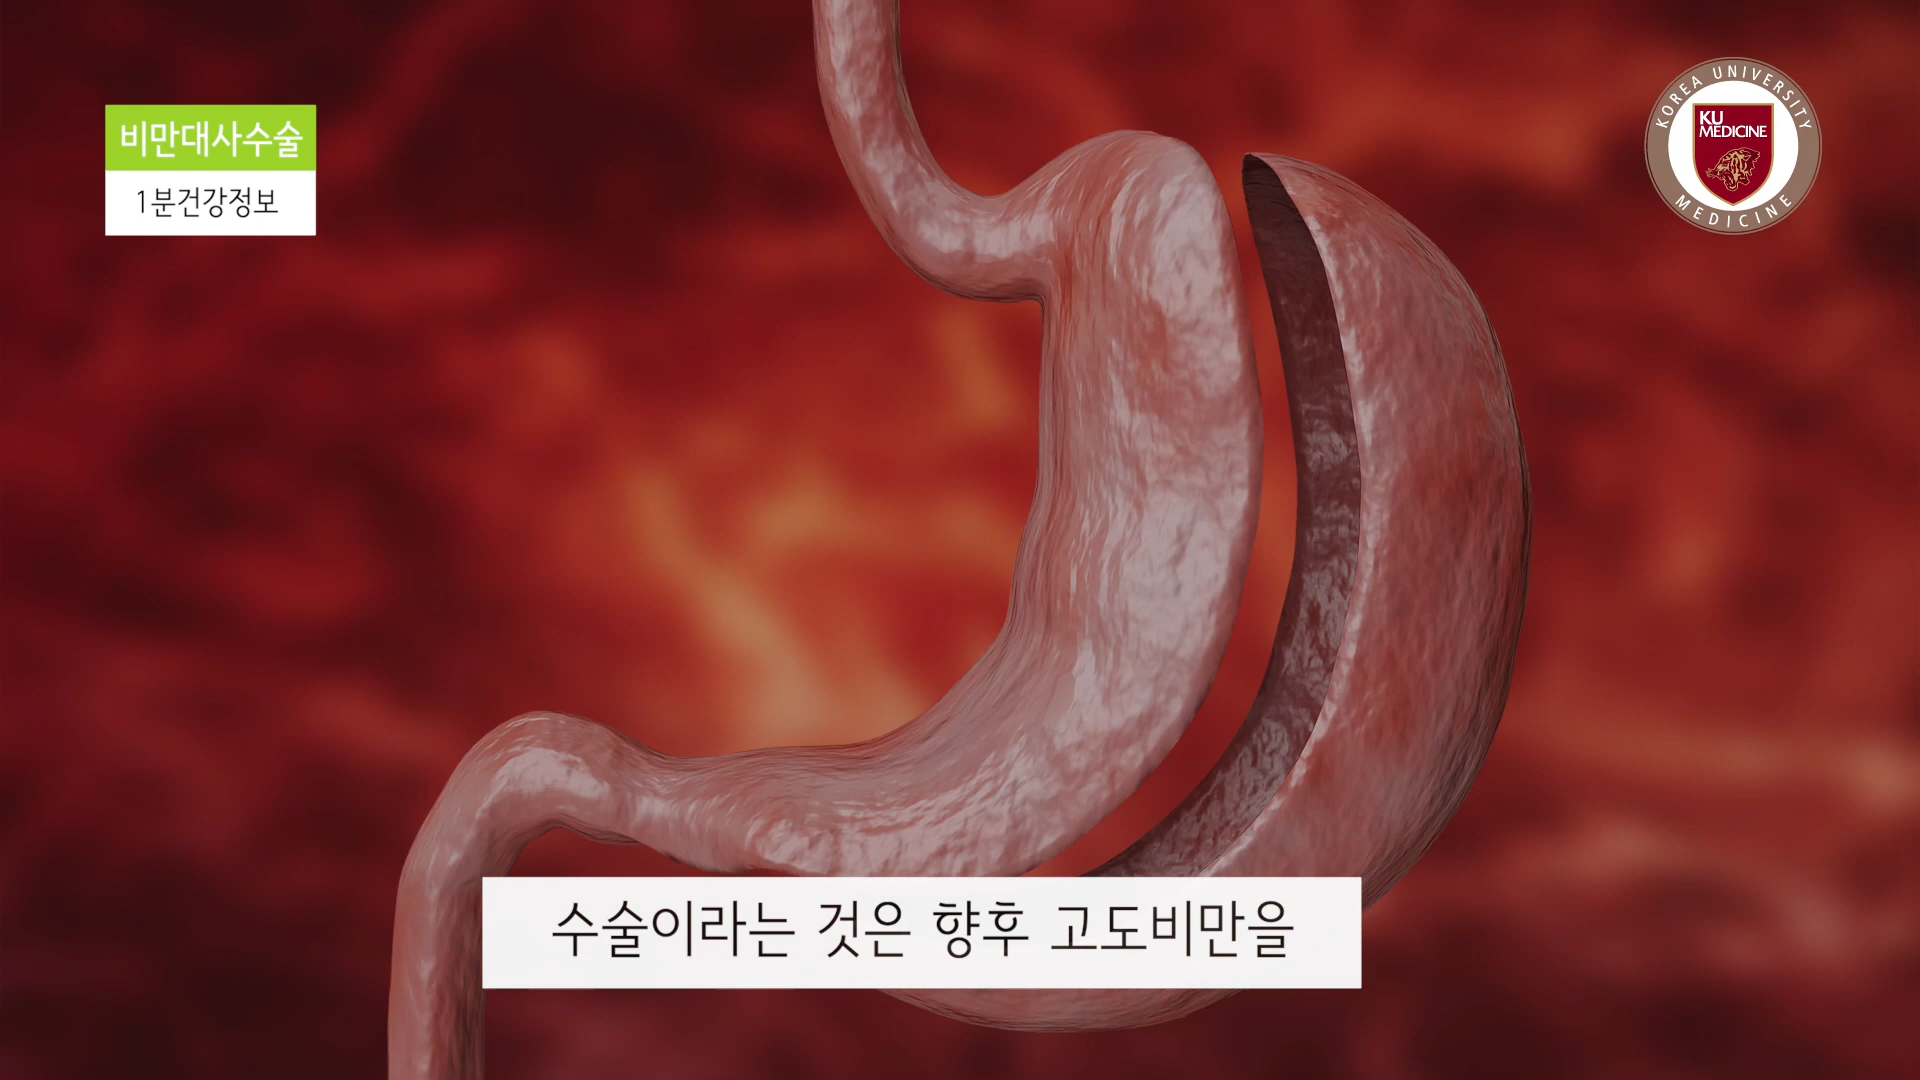 비만대사수술
1분건강정보
KOREA UNIVERSITY
KU
MEDICINE
MEDICINE
수술이라는 것은 향후 고도비만을